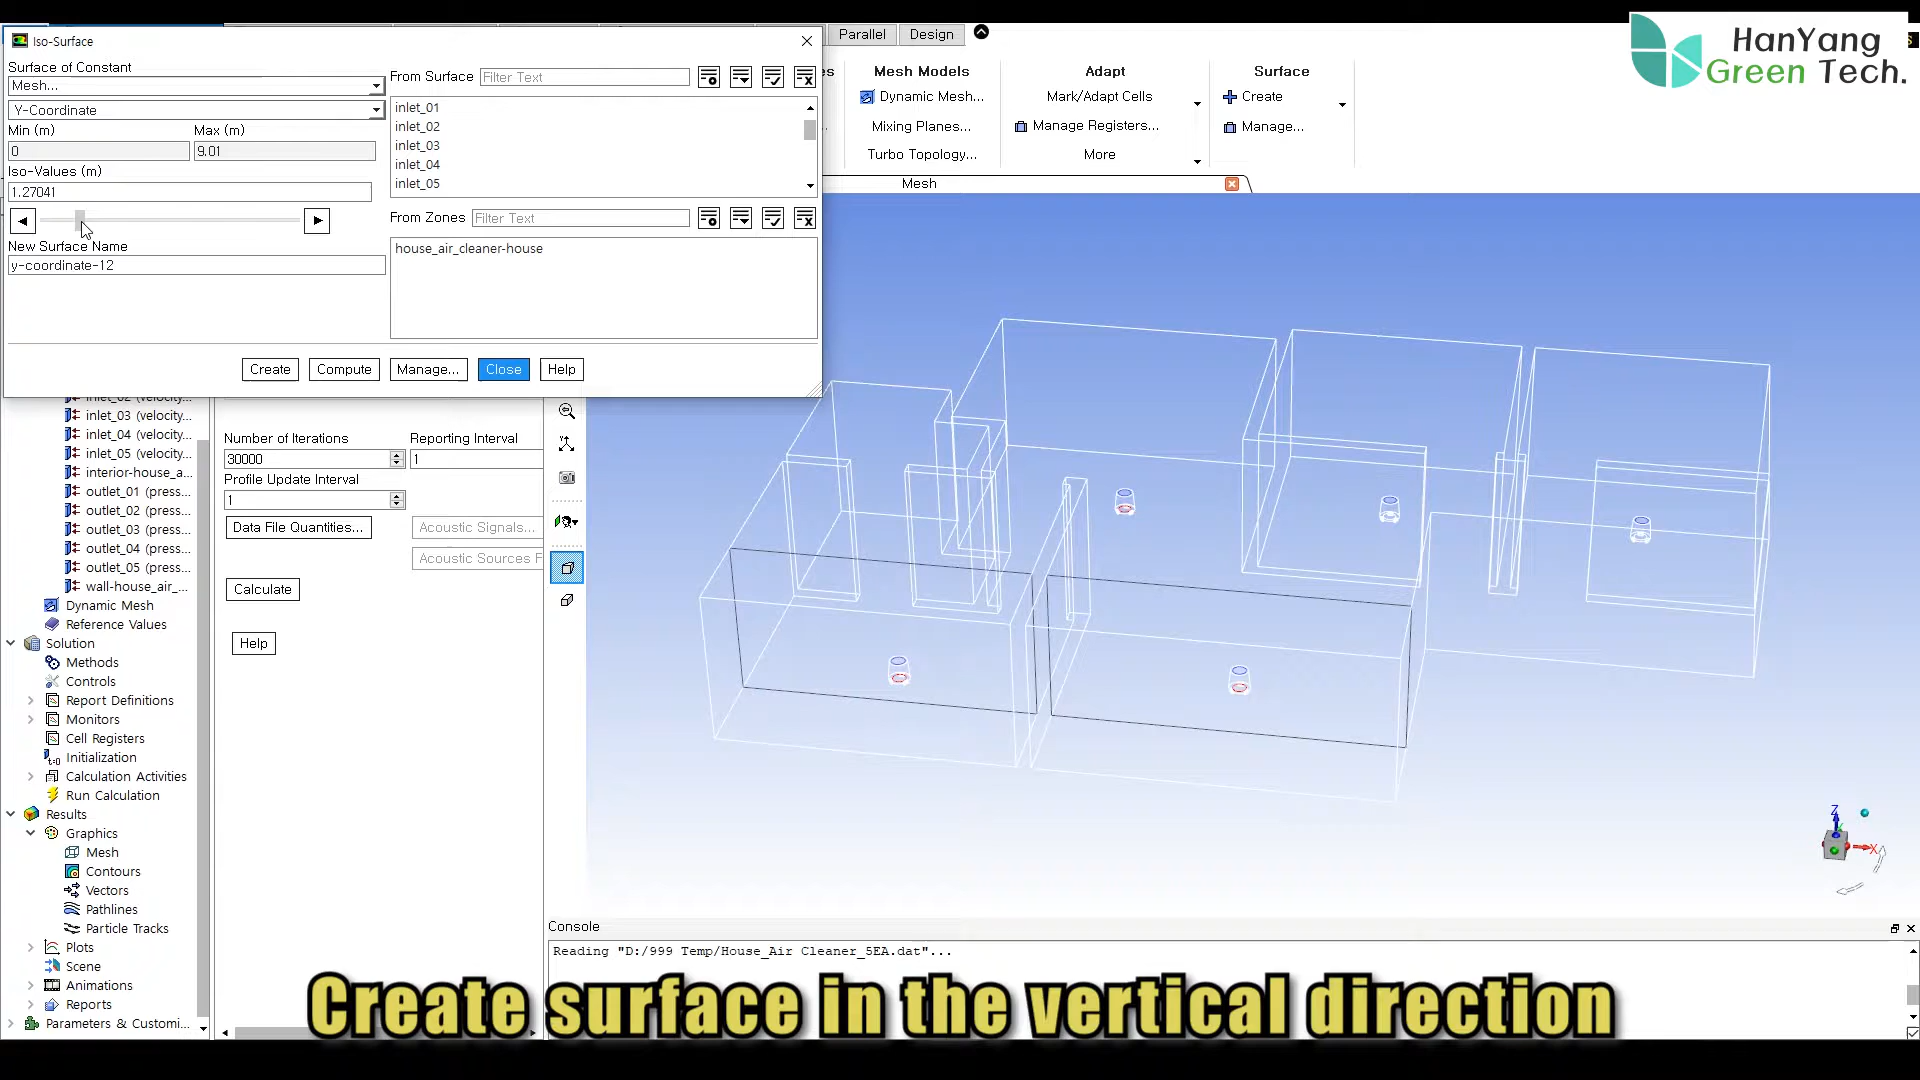 Iso-Surface
Surface of Constant
Mesh...
Y-Coordinate
Min (m)
Max (m)
0
9.01
Iso-Values (m)
1.27041
New Surface Name
y-coordinate-12
From Surface
Filter Text
inlet_01
inlet_02
inlet_03
inlet_04
inlet_05
From Zones
Filter Text
house_air_cleaner-house
Create
Compute
Manage...
Close
Help
Parallel
Design
Mesh Models
Dynamic Mesh...
Mixing Planes...
Turbo Topology...
Adapt
Mark/Adapt Cells
Manage Registers...
More
Surface
Create
Manage...
HanYang
Green Tech.
Mesh
inlet_02 (velocity...
inlet_03 (velocity...
inlet_04 (velocity...
inlet_05 (velocity...
interior-house_a...
outlet_01 (press...
outlet_02 (press...
outlet_03 (press...
outlet_04 (press...
outlet_05 (press...
wall-house_air_...
Dynamic Mesh
Reference Values
Solution
Methods
Controls
Report Definitions
Monitors
Cell Registers
Initialization
Calculation Activities
Run Calculation
Results
Graphics
Mesh
Contours
Vectors
Pathlines
Particle Tracks
Plots
Scene
Animations
Reports
Parameters & Customi...
Number of Iterations
30000
Reporting Interval
1
Profile Update Interval
1
Data File Quantities...
Acoustic Signals...
Acoustic Sources F
Calculate
Help
Z
X
Console
Reading "D:/999 Temp/House_Air Cleaner_5EA.dat"...
Create surface in the vertical direction